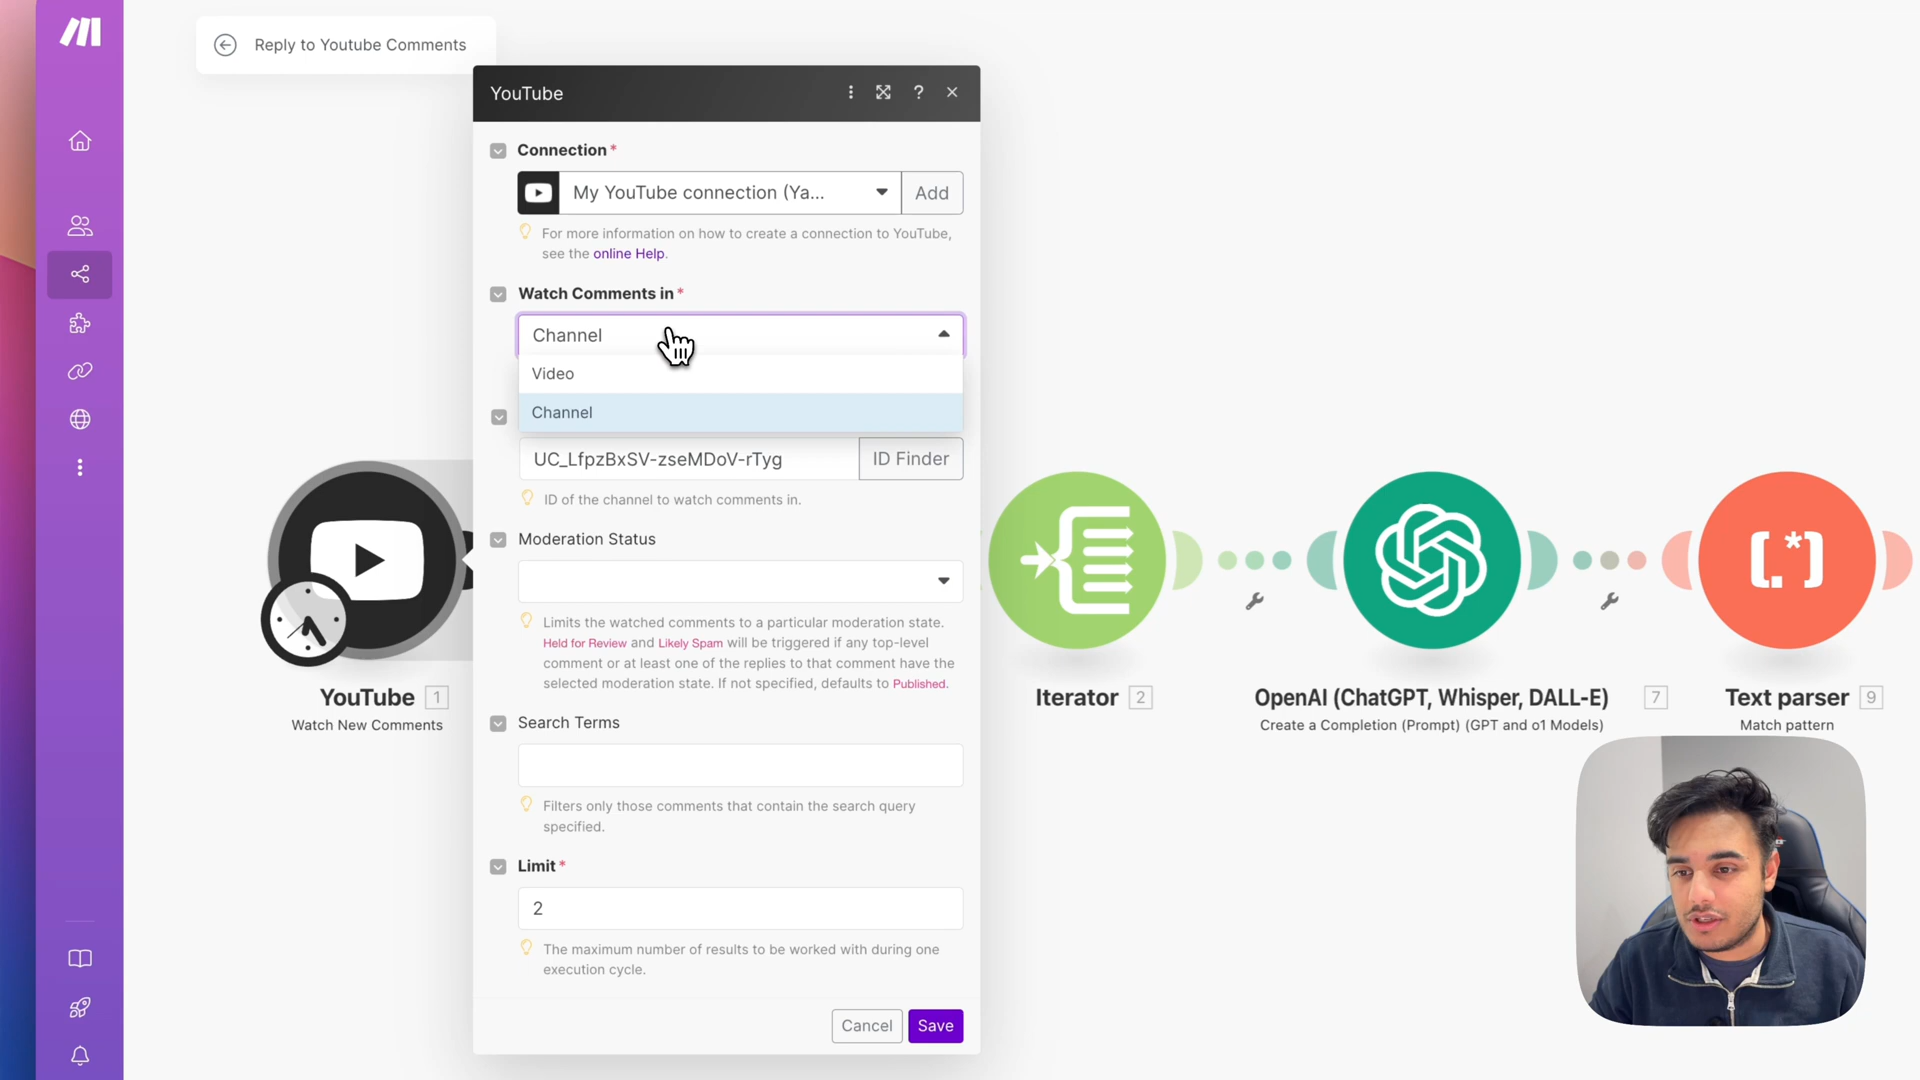 Reply to Youtube Comments
YouTube
?
Connection *
My YouTube connection (Ya...
Add
For more information on how to create a connection to YouTube,
see the online Help.
Watch Comments in *
Channel
Video
Channel
UC_LfpzBxSV-zseMDoV-rTyg
ID Finder
ID of the channel to watch comments in.
Moderation Status
Limits the watched comments to a particular moderation state.
Held for Review and Likely Spam will be triggered if any top-level
comment or at least one of the replies to that comment have the
selected moderation state. If not specified, defaults to Published.
Search Terms
Filters only those comments that contain the search query
specified.
Limit *
2
The maximum number of results to be worked with during one
execution cycle.
Cancel
Save
YouTube 1
Watch New Comments
Iterator 2
OpenAI (ChatGPT, Whisper, DALL-E) 7
Create a Completion (Prompt) (GPT and o1 Models)
[.*]
Text parser 9
Match pattern